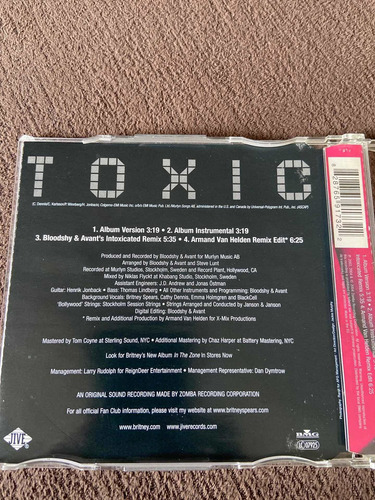 TOXIC
1. Album Version 3:19 • 2. Album Instrumental 3:19
3. Bloodshy & Avant's Intoxicated Remix 5:35 • 4. Armand Van Helden Remix Edit* 6:25
Produced and Recorded by Bloodshy & Avant for Murlyn Music AB
Arranged by Bloodshy & Avant and Steve Lunt
Recorded at Murlyn Studios, Stockholm, Sweden and Record Plant, Hollywood, CA
Mixed by Niklas Flyckt at Khabang Studio, Stockholm, Sweden
Assistant Engineers: J.D. Andrew and Jonas Östman
Guitar: Henrik Jonback • Bass: Thomas Lindberg • All Other Instruments and Programming: Bloodshy & Avant
Background Vocals: Britney Spears, Cathy Dennis, Emma Holmgren and BlackCell
'Bollywood' Strings: Stockholm Session Strings • Strings Arranged and Conducted by Janson & Janson
Digital Editing: Bloodshy & Avant
* Remix and Additional Production by Armand Van Helden for X-Mix Productions
Mastered by Tom Coyne at Sterling Sound, NYC • Additional Mastering by Chaz Harper at Battery Mastering, NYC
Look for Britney's New Album In The Zone In Stores Now
Management: Larry Rudolph for ReignDeer Entertainment • Management Representative: Dan Dymtrow
AN ORIGINAL SOUND RECORDING MADE BY ZOMBA RECORDING CORPORATION
For all official Fan Club information, please visit my website at www.britneyspears.com
www.britney.com • www.jiverecords.com
JIVE
BMG
LC 07925